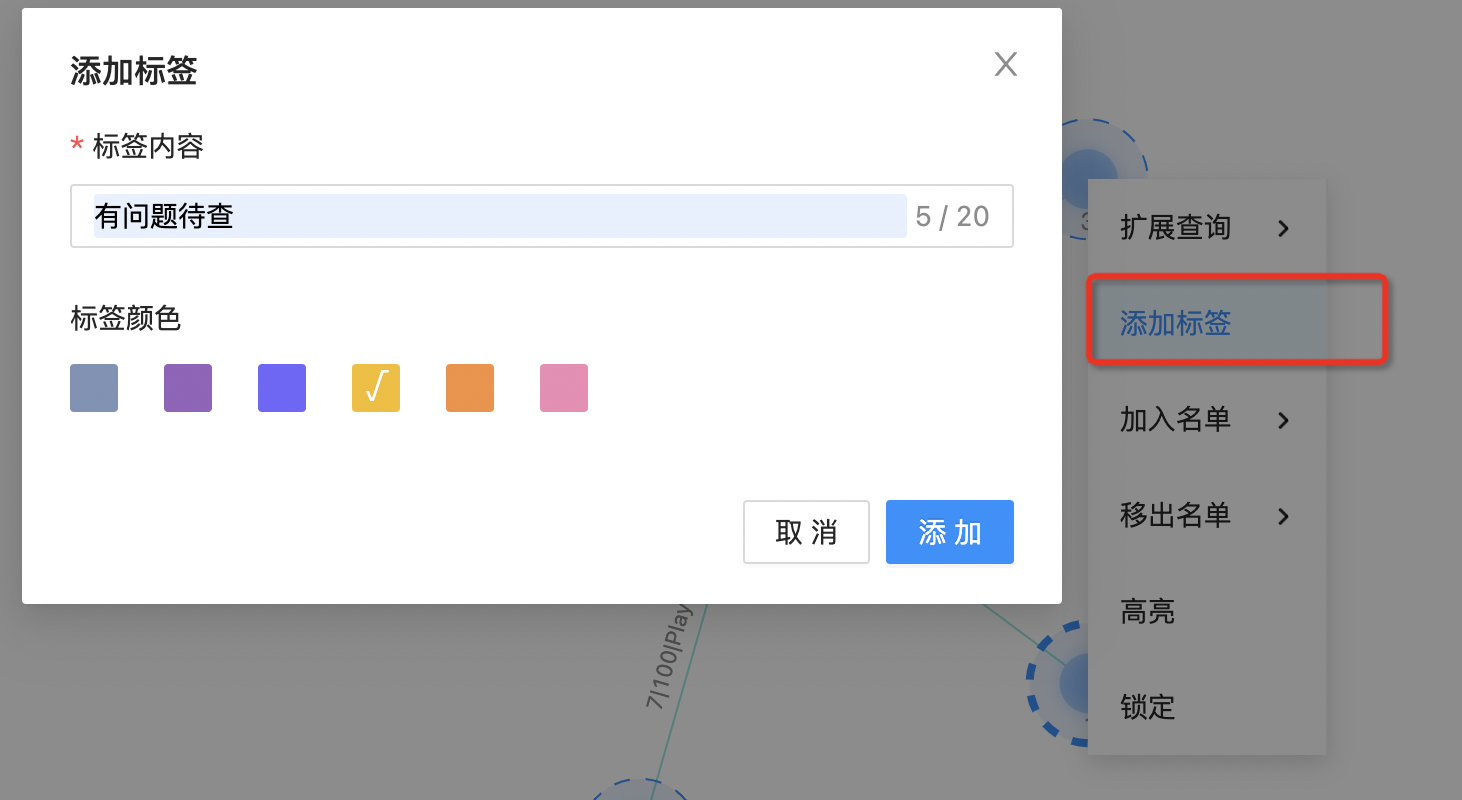 添加标签
* 标签内容
有问题待查 5 / 20
标签颜色
√
取 消
添 加
扩展查询
添加标签
加入名单
移出名单
高亮
锁定
7|100|Play